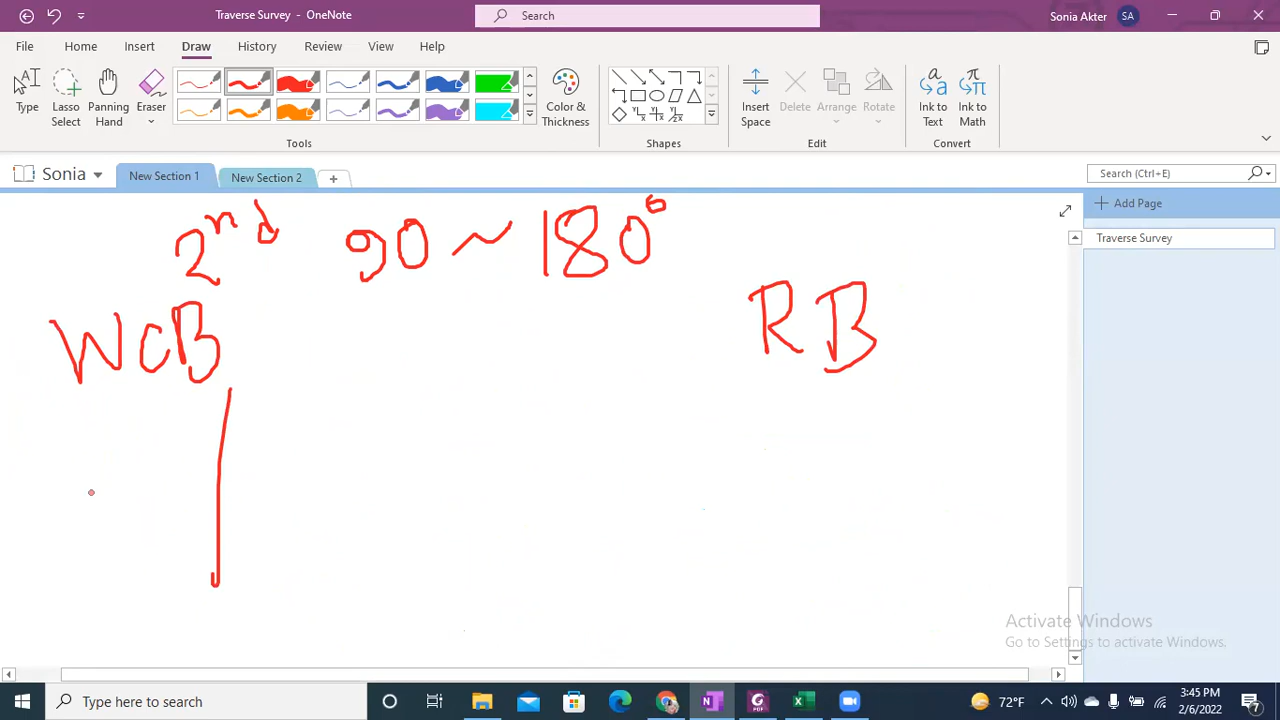 Traverse Survey - OneNote
Search
Sonia Akter
SA
File Home Insert Draw History Review View Help
Type
Lasso Select
Panning Hand
Eraser
Color & Thickness
Insert Space
Delete
Arrange
Rotate
Ink to Text
Ink to Math
Tools Shapes Edit Convert
Sonia
New Section 1
New Section 2
Search (Ctrl+E)
Add Page
Traverse Survey
2nd 90 ~ 180°
WCB RB
Activate Windows
Go to Settings to activate Windows.
Type here to search
72°F
3:45 PM
2/6/2022